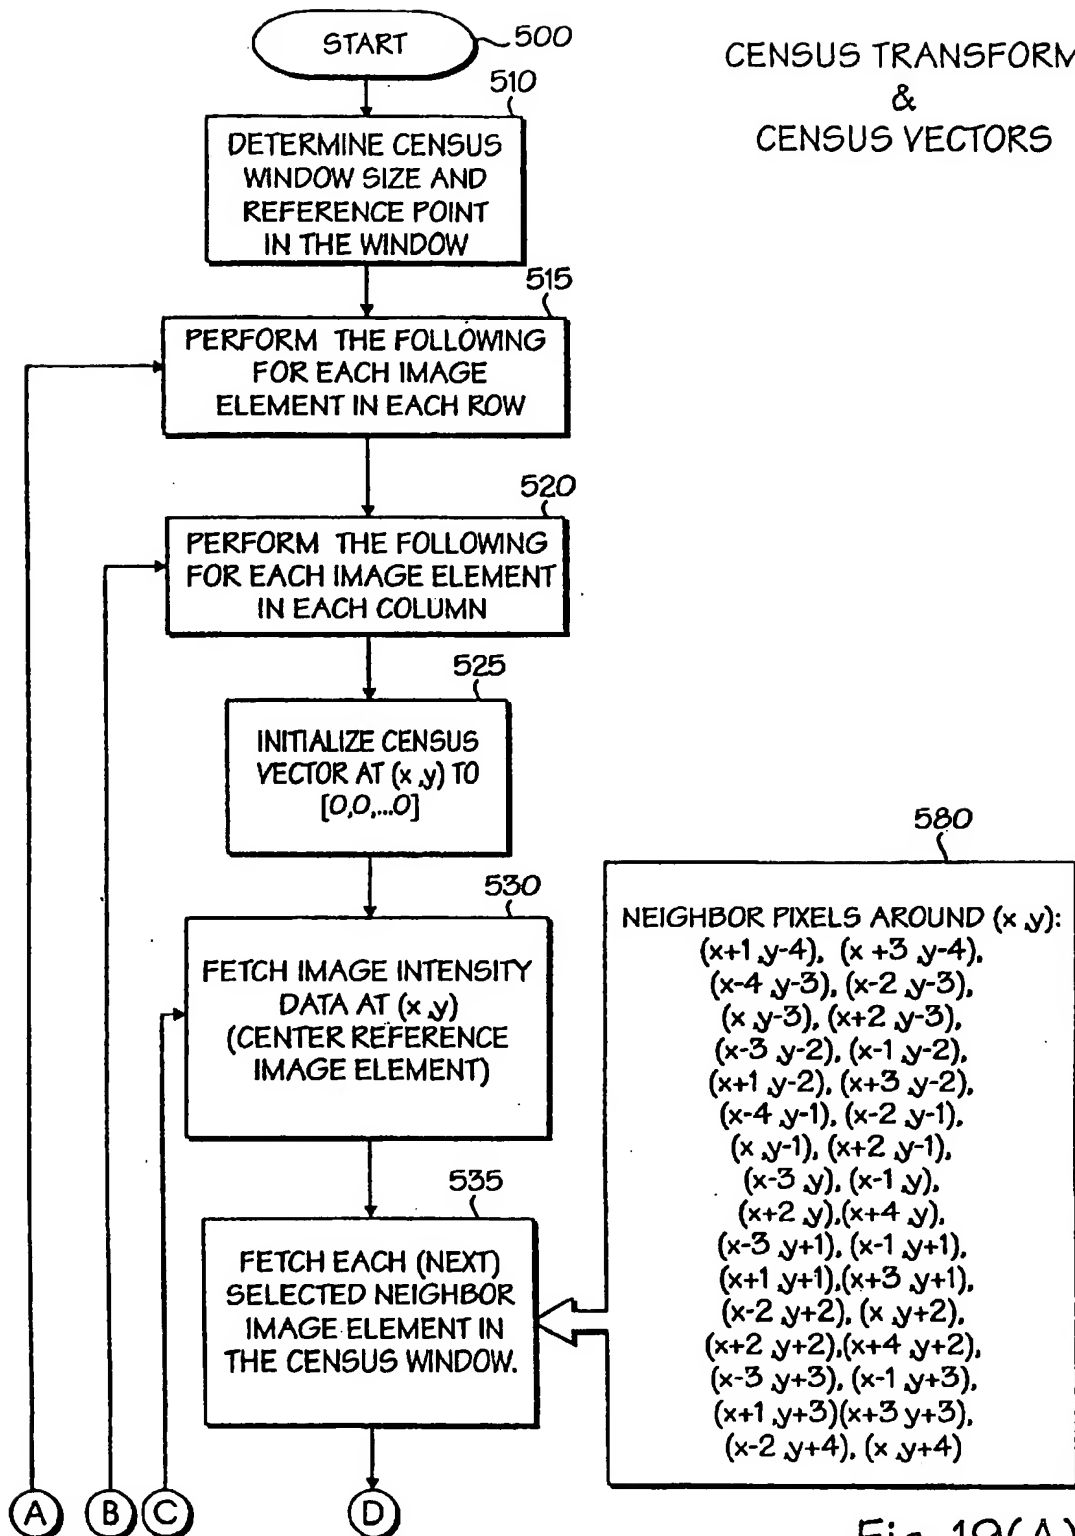 START
500
CENSUS TRANSFORM
&
CENSUS VECTORS
510
DETERMINE CENSUS
WINDOW SIZE AND
REFERENCE POINT
IN THE WINDOW
515
PERFORM THE FOLLOWING
FOR EACH IMAGE
ELEMENT IN EACH ROW
520
PERFORM THE FOLLOWING
FOR EACH IMAGE ELEMENT
IN EACH COLUMN
525
INITIALIZE CENSUS
VECTOR AT (x,y) TO
[0,0,...0]
530
FETCH IMAGE INTENSITY
DATA AT (x,y)
(CENTER REFERENCE
IMAGE ELEMENT)
535
FETCH EACH (NEXT)
SELECTED NEIGHBOR
IMAGE ELEMENT IN
THE CENSUS WINDOW.
580
NEIGHBOR PIXELS AROUND (x,y):
(x+1,y-4), (x+3,y-4),
(x-4,y-3), (x-2,y-3),
(x,y-3), (x+2,y-3),
(x-3,y-2), (x-1,y-2),
(x+1,y-2), (x+3,y-2),
(x-4,y-1), (x-2,y-1),
(x,y-1), (x+2,y-1),
(x-3,y), (x-1,y),
(x+2,y),(x+4,y),
(x-3,y+1), (x-1,y+1),
(x+1,y+1),(x+3,y+1),
(x-2,y+2), (x,y+2),
(x+2,y+2),(x+4,y+2),
(x-3,y+3), (x-1,y+3),
(x+1,y+3)(x+3 y+3),
(x-2,y+4), (x,y+4)
A B C D
Fig. 19(A)